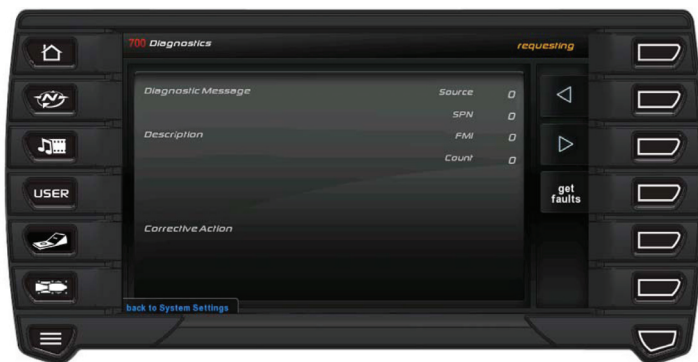 700 Diagnostics
requesting
Diagnostic Message
Source 0
SPN 0
Description
FMI 0
Count 0
USER
get
faults
Corrective Action
back to System Settings